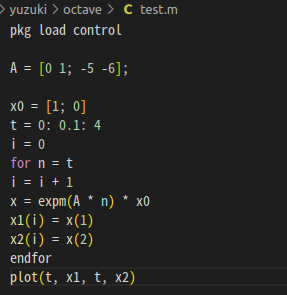 yuzuki > octave > C test.m
pkg load control
A = [0 1; -5 -6];
x0 = [1; 0]
t = 0: 0.1: 4
i = 0
for n = t
i = i + 1
x = expm(A * n) * x0
x1(i) = x(1)
x2(i) = x(2)
endfor
plot(t, x1, t, x2)